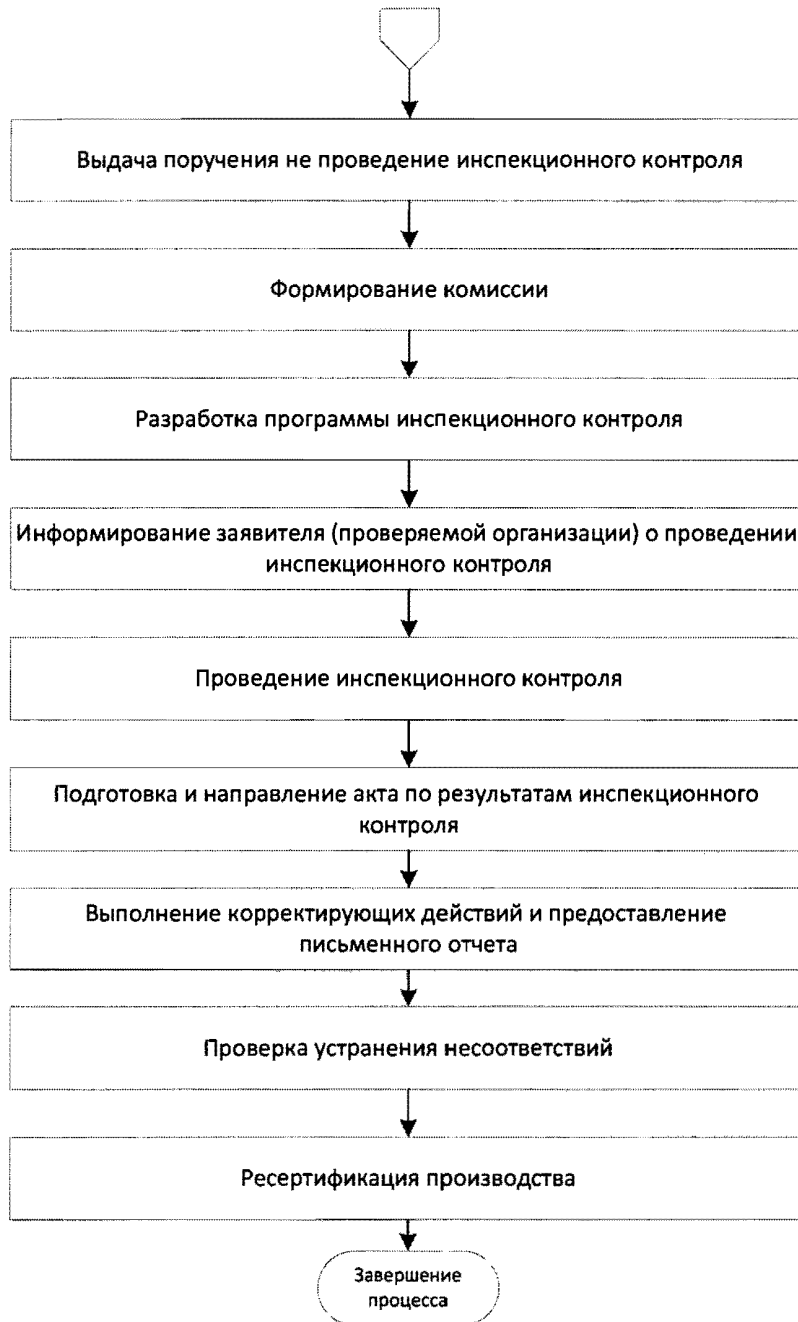 Выдача поручения не проведение инспекционного контроля
Формирование комиссии
Разработка программы инспекционного контроля
Информирование заявителя (проверяемой организации) о проведении
инспекционного контроля
Проведение инспекционного контроля
Подготовка и направление акта по результатам инспекционного
контроля
Выполнение корректирующих действий и предоставление
письменного отчета
Проверка устранения несоответствий
Ресертификация производства
Завершение
процесса